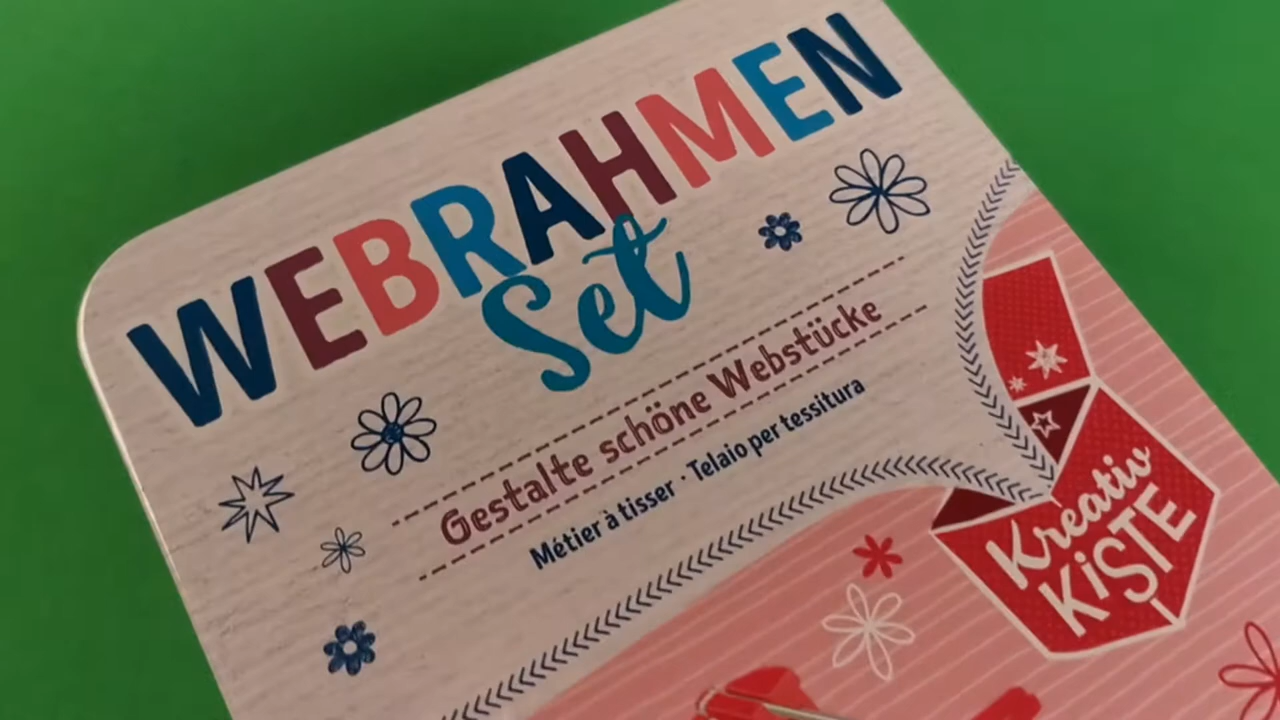 WEBRAHMEN
Set
Gestalte schöne Webstücke
Métier à tisser · Telaio per tessitura
Kreativ
KiSTE